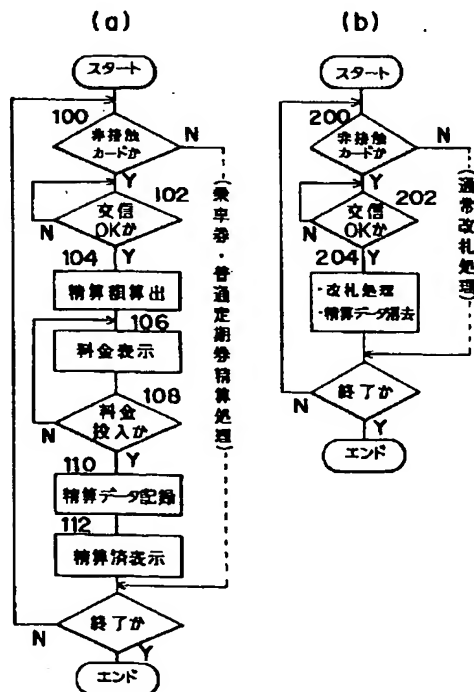 (a)
スタート
100
非接触
カードか
N
Y
102
交信
OKか
N
Y
104
精算額算出
106
料金表示
108
料金
投入か
N
Y
110
精算データ記録
112
精算済表示
終了か
N
Y
エンド
(乗車券・普通定期券精算処理)
(b)
スタート
200
非接触
カードか
N
Y
202
交信
OKか
N
Y
204
・改札処理
・精算データ消去
終了か
N
Y
エンド
(通常改札処理)